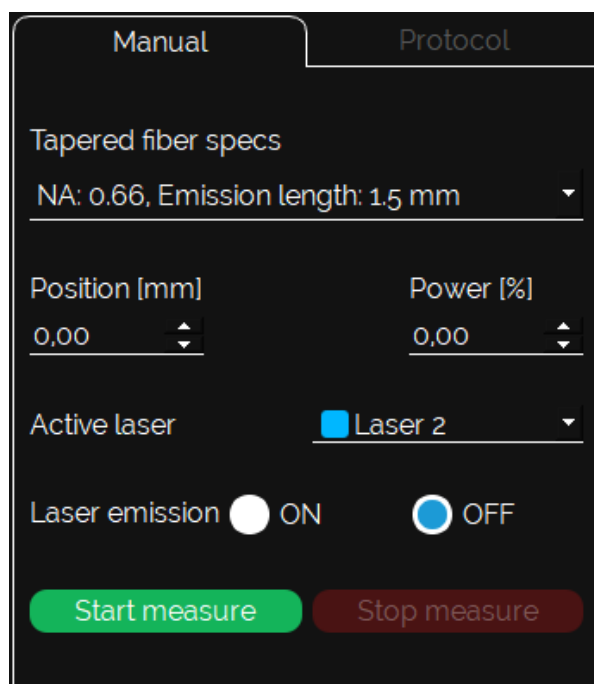 Manual Protocol
Tapered fiber specs
NA: 0.66, Emission length: 1.5 mm
Position [mm] Power [%]
0,00 0,00
Active laser Laser 2
Laser emission ON OFF
Start measure Stop measure